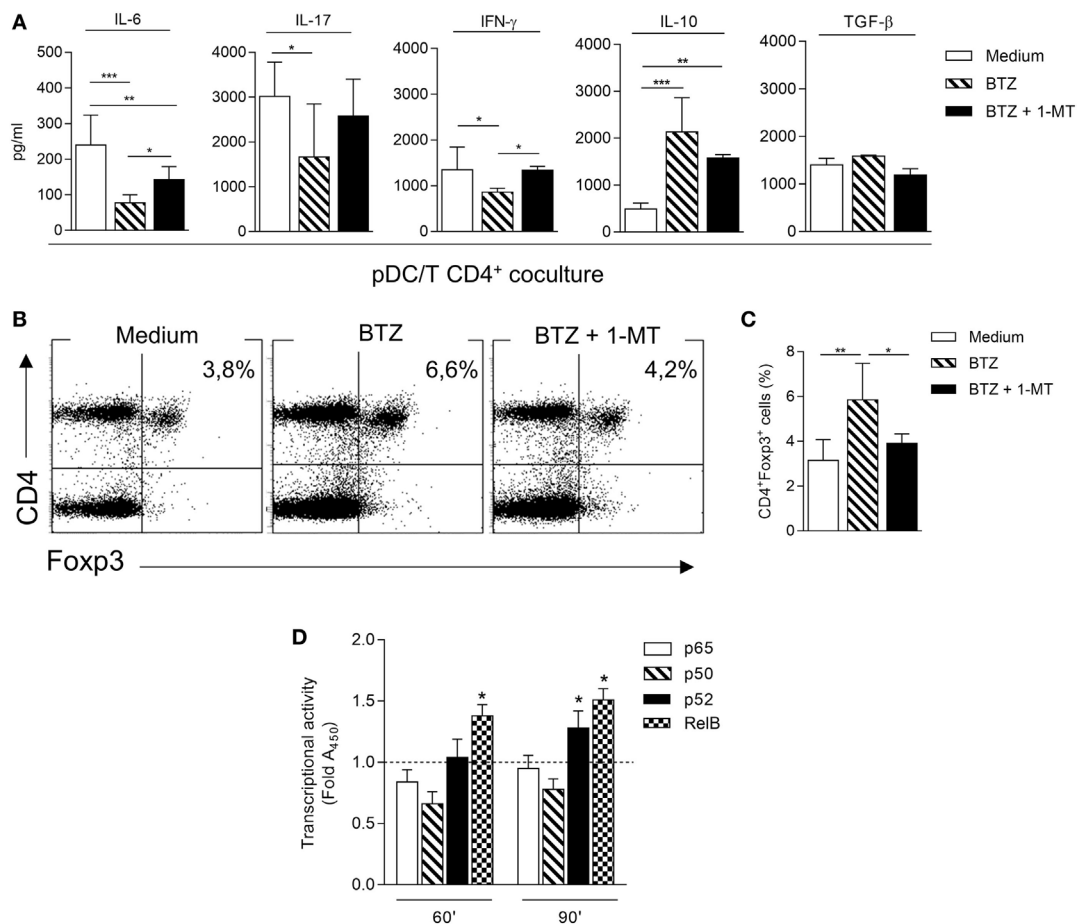 A
IL-6
IL-17
IFN-γ
IL-10
TGF-β
pg/ml
500
400
300
200
100
0
***
**
*
4000
3000
2000
1000
0
*
4000
3000
2000
1000
0
*
*
4000
3000
2000
1000
0
**
***
4000
3000
2000
1000
0
Medium
BTZ
BTZ + 1-MT
pDC/T CD4+ coculture
B
Medium
BTZ
BTZ + 1-MT
3,8%
6,6%
4,2%
CD4
Foxp3
C
CD4+Foxp3+ cells (%)
8
6
4
2
0
**
*
Medium
BTZ
BTZ + 1-MT
D
Transcriptional activity
(Fold A450)
2.0
1.5
1.0
0.5
0.0
*
*
*
60'
90'
p65
p50
p52
RelB